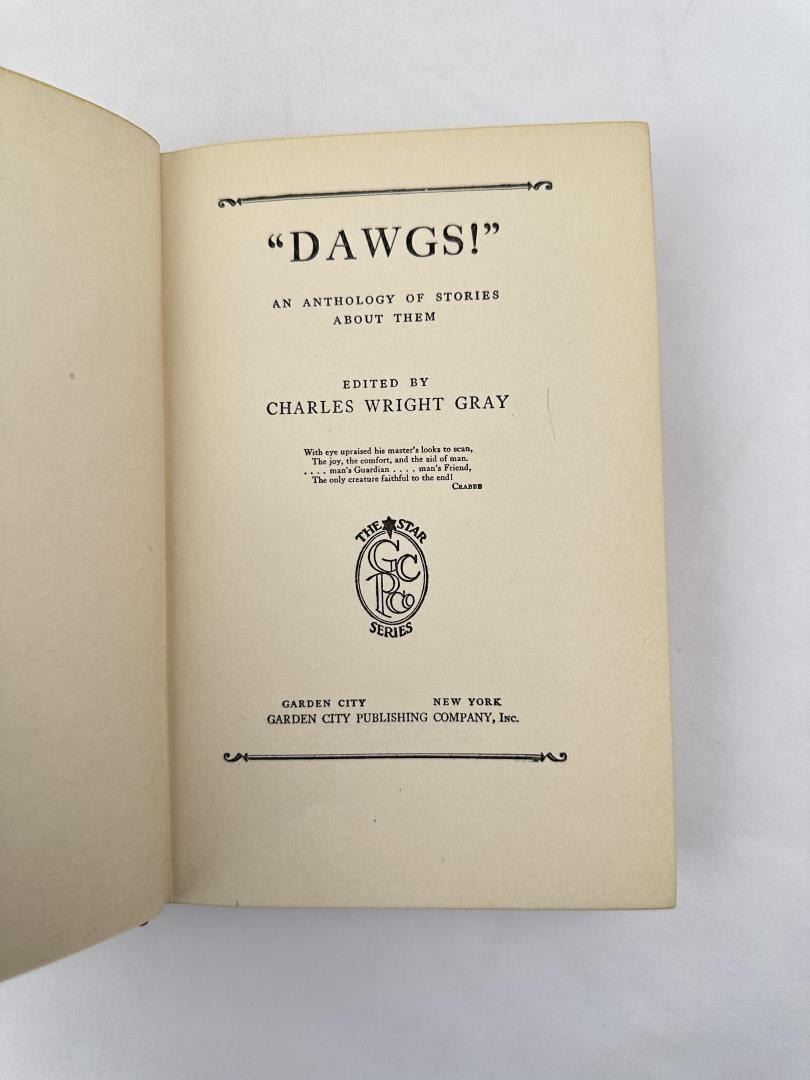 “DAWGS!”
AN ANTHOLOGY OF STORIES
ABOUT THEM
EDITED BY
CHARLES WRIGHT GRAY
With eye upraised his master's looks to scan,
The joy, the comfort, and the aid of man.
. . . . man's Guardian . . . . man's Friend,
The only creature faithful to the end!
CRABBE
THE STAR
GC
PCo
SERIES
GARDEN CITY NEW YORK
GARDEN CITY PUBLISHING COMPANY, INC.